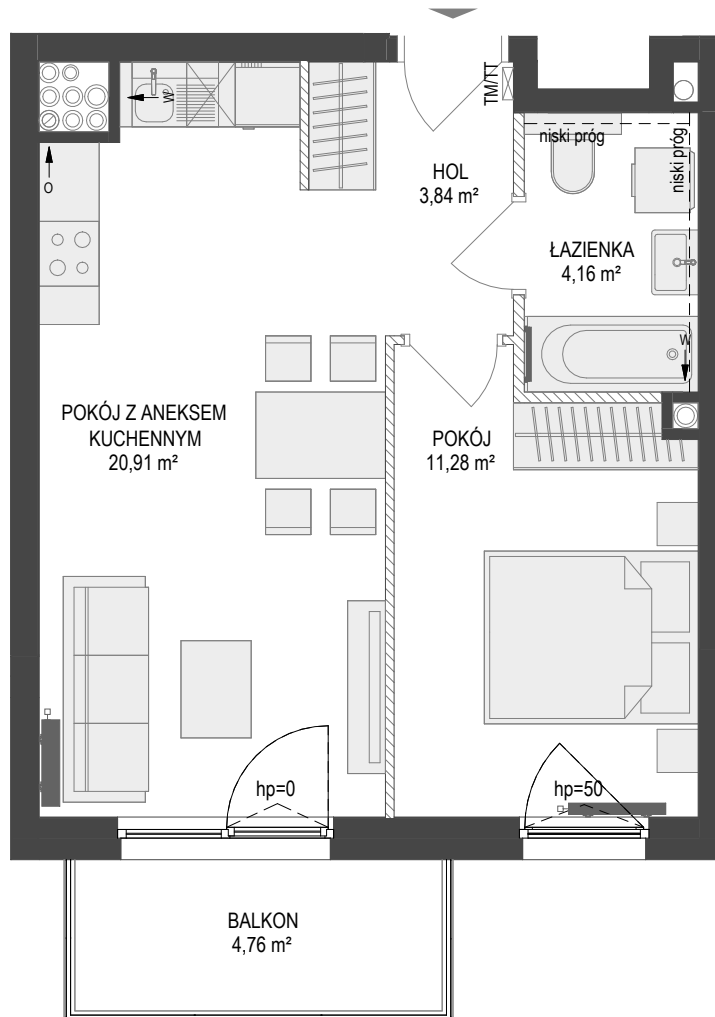 TM/TT
niski próg
niski próg
HOL
3,84 m²
W
O
ŁAZIENKA
4,16 m²
W
POKÓJ Z ANEKSEM
KUCHENNYM
20,91 m²
POKÓJ
11,28 m²
hp=0
hp=50
BALKON
4,76 m²